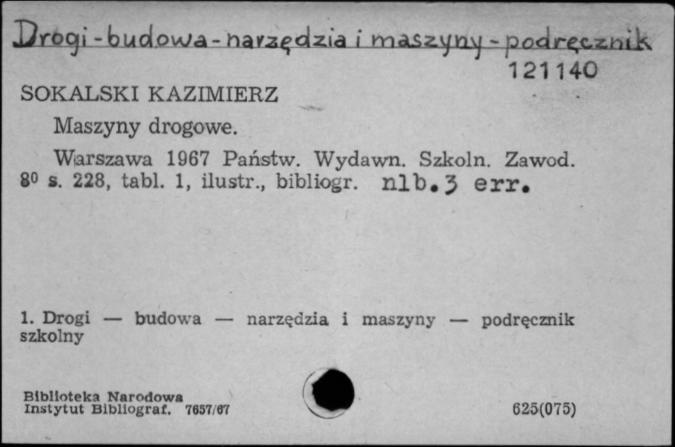 Drogi - budowa - narzędzia i maszyny - podręcznik
121140
SOKALSKI KAZIMIERZ
Maszyny drogowe.
Warszawa 1967 Państw. Wydawn. Szkoln. Zawod.
8⁰ s. 228, tabl. 1, ilustr., bibliogr. nlb. 3 err.
1. Drogi — budowa — narzędzia i maszyny — podręcznik
szkolny
Biblioteka Narodowa
Instytut Bibliograf. 7657/67
625(075)